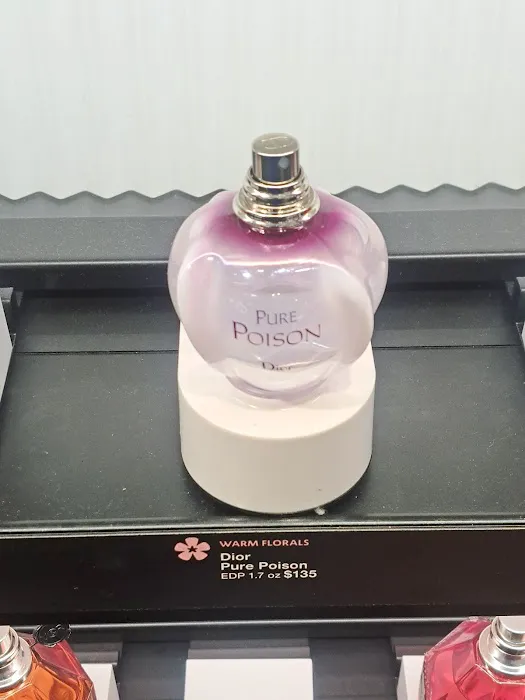 PURE
POISON
Dior
WARM FLORALS
Dior
Pure Poison
EDP 1.7 oz $135